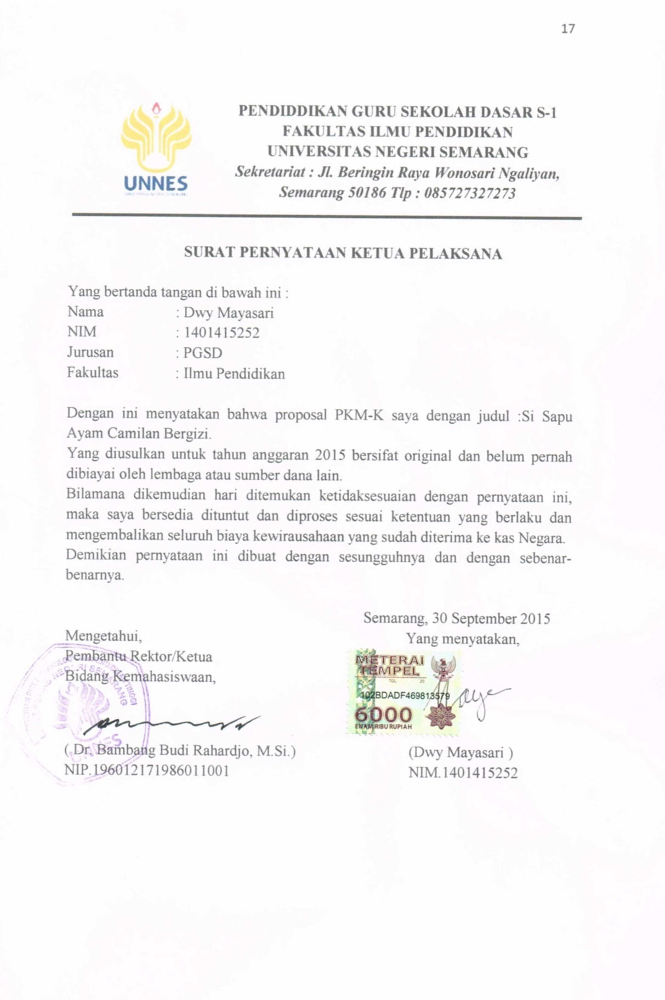 17
PENDIDDIKAN GURU SEKOLAH DASAR S-1
FAKULTAS ILMU PENDIDIKAN
UNIVERSITAS NEGERI SEMARANG
Sekretariat : Jl. Beringin Raya Wonosari Ngaliyan,
Semarang 50186 Tlp : 085727327273
UNNES
SURAT PERNYATAAN KETUA PELAKSANA
Yang bertanda tangan di bawah ini :
Nama : Dwy Mayasari
NIM : 1401415252
Jurusan : PGSD
Fakultas : Ilmu Pendidikan
Dengan ini menyatakan bahwa proposal PKM-K saya dengan judul :Si Sapu
Ayam Camilan Bergizi.
Yang diusulkan untuk tahun anggaran 2015 bersifat original dan belum pernah
dibiayai oleh lembaga atau sumber dana lain.
Bilamana dikemudian hari ditemukan ketidaksesuaian dengan pernyataan ini,
maka saya bersedia dituntut dan diproses sesuai ketentuan yang berlaku dan
mengembalikan seluruh biaya kewirausahaan yang sudah diterima ke kas Negara.
Demikian pernyataan ini dibuat dengan sesungguhnya dan dengan sebenar-
benarnya.
Semarang, 30 September 2015
Yang menyatakan,
Mengetahui,
Pembantu Rektor/Ketua
Bidang Kemahasiswaan,
METERAI
TEMPEL
TGL. 20
102BDADF469813579
6000
ENAM RIBU RUPIAH
NEGERI SEMARANG
UNNES
( Dr. Bambang Budi Rahardjo, M.Si.)
NIP.196012171986011001
(Dwy Mayasari )
NIM.1401415252